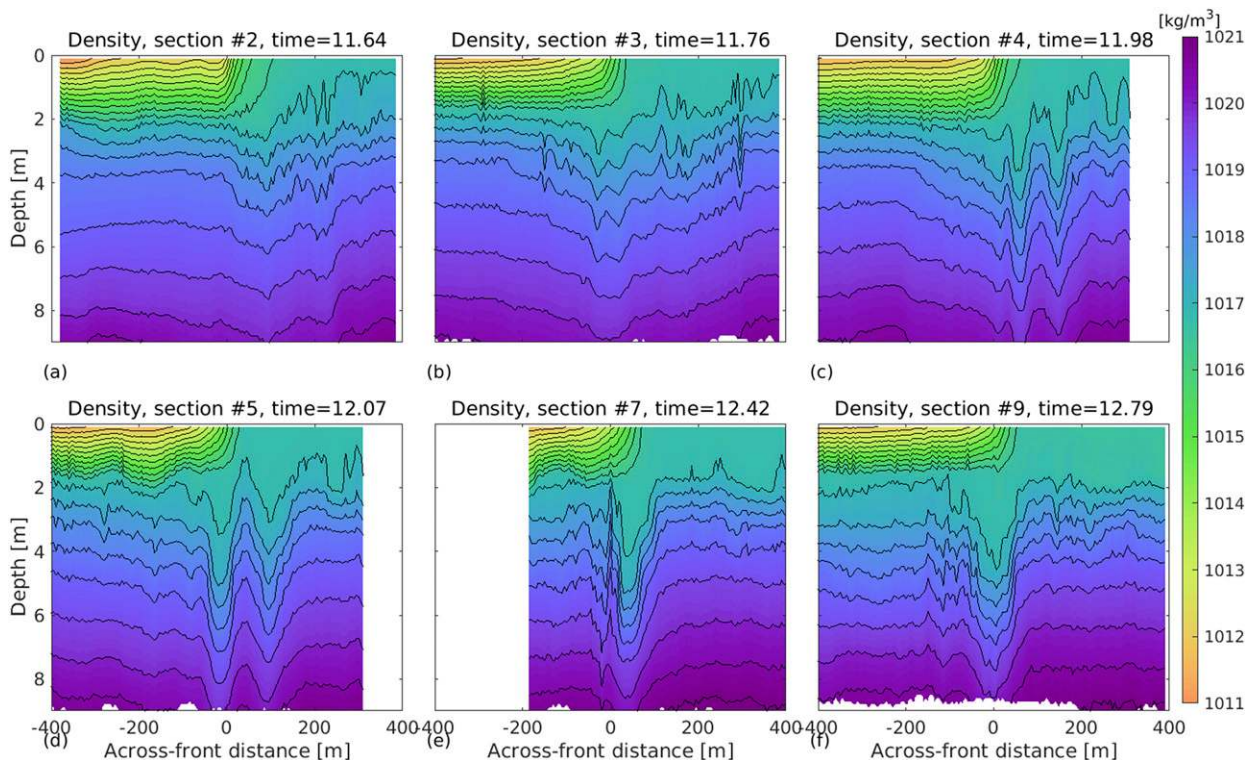 [kg/m³]
Density, section #2, time=11.64
Density, section #3, time=11.76
Density, section #4, time=11.98
0
2
4
6
8
Depth [m]
(a)
(b)
(c)
1021
1020
1019
1018
1017
1016
1015
1014
1013
1012
1011
Density, section #5, time=12.07
Density, section #7, time=12.42
Density, section #9, time=12.79
0
2
4
6
8
Depth [m]
-400 -200 0 200 400
-200 0 200 400
-200 0 200 400
(d) Across-front distance [m]
(e) Across-front distance [m]
(f) Across-front distance [m]